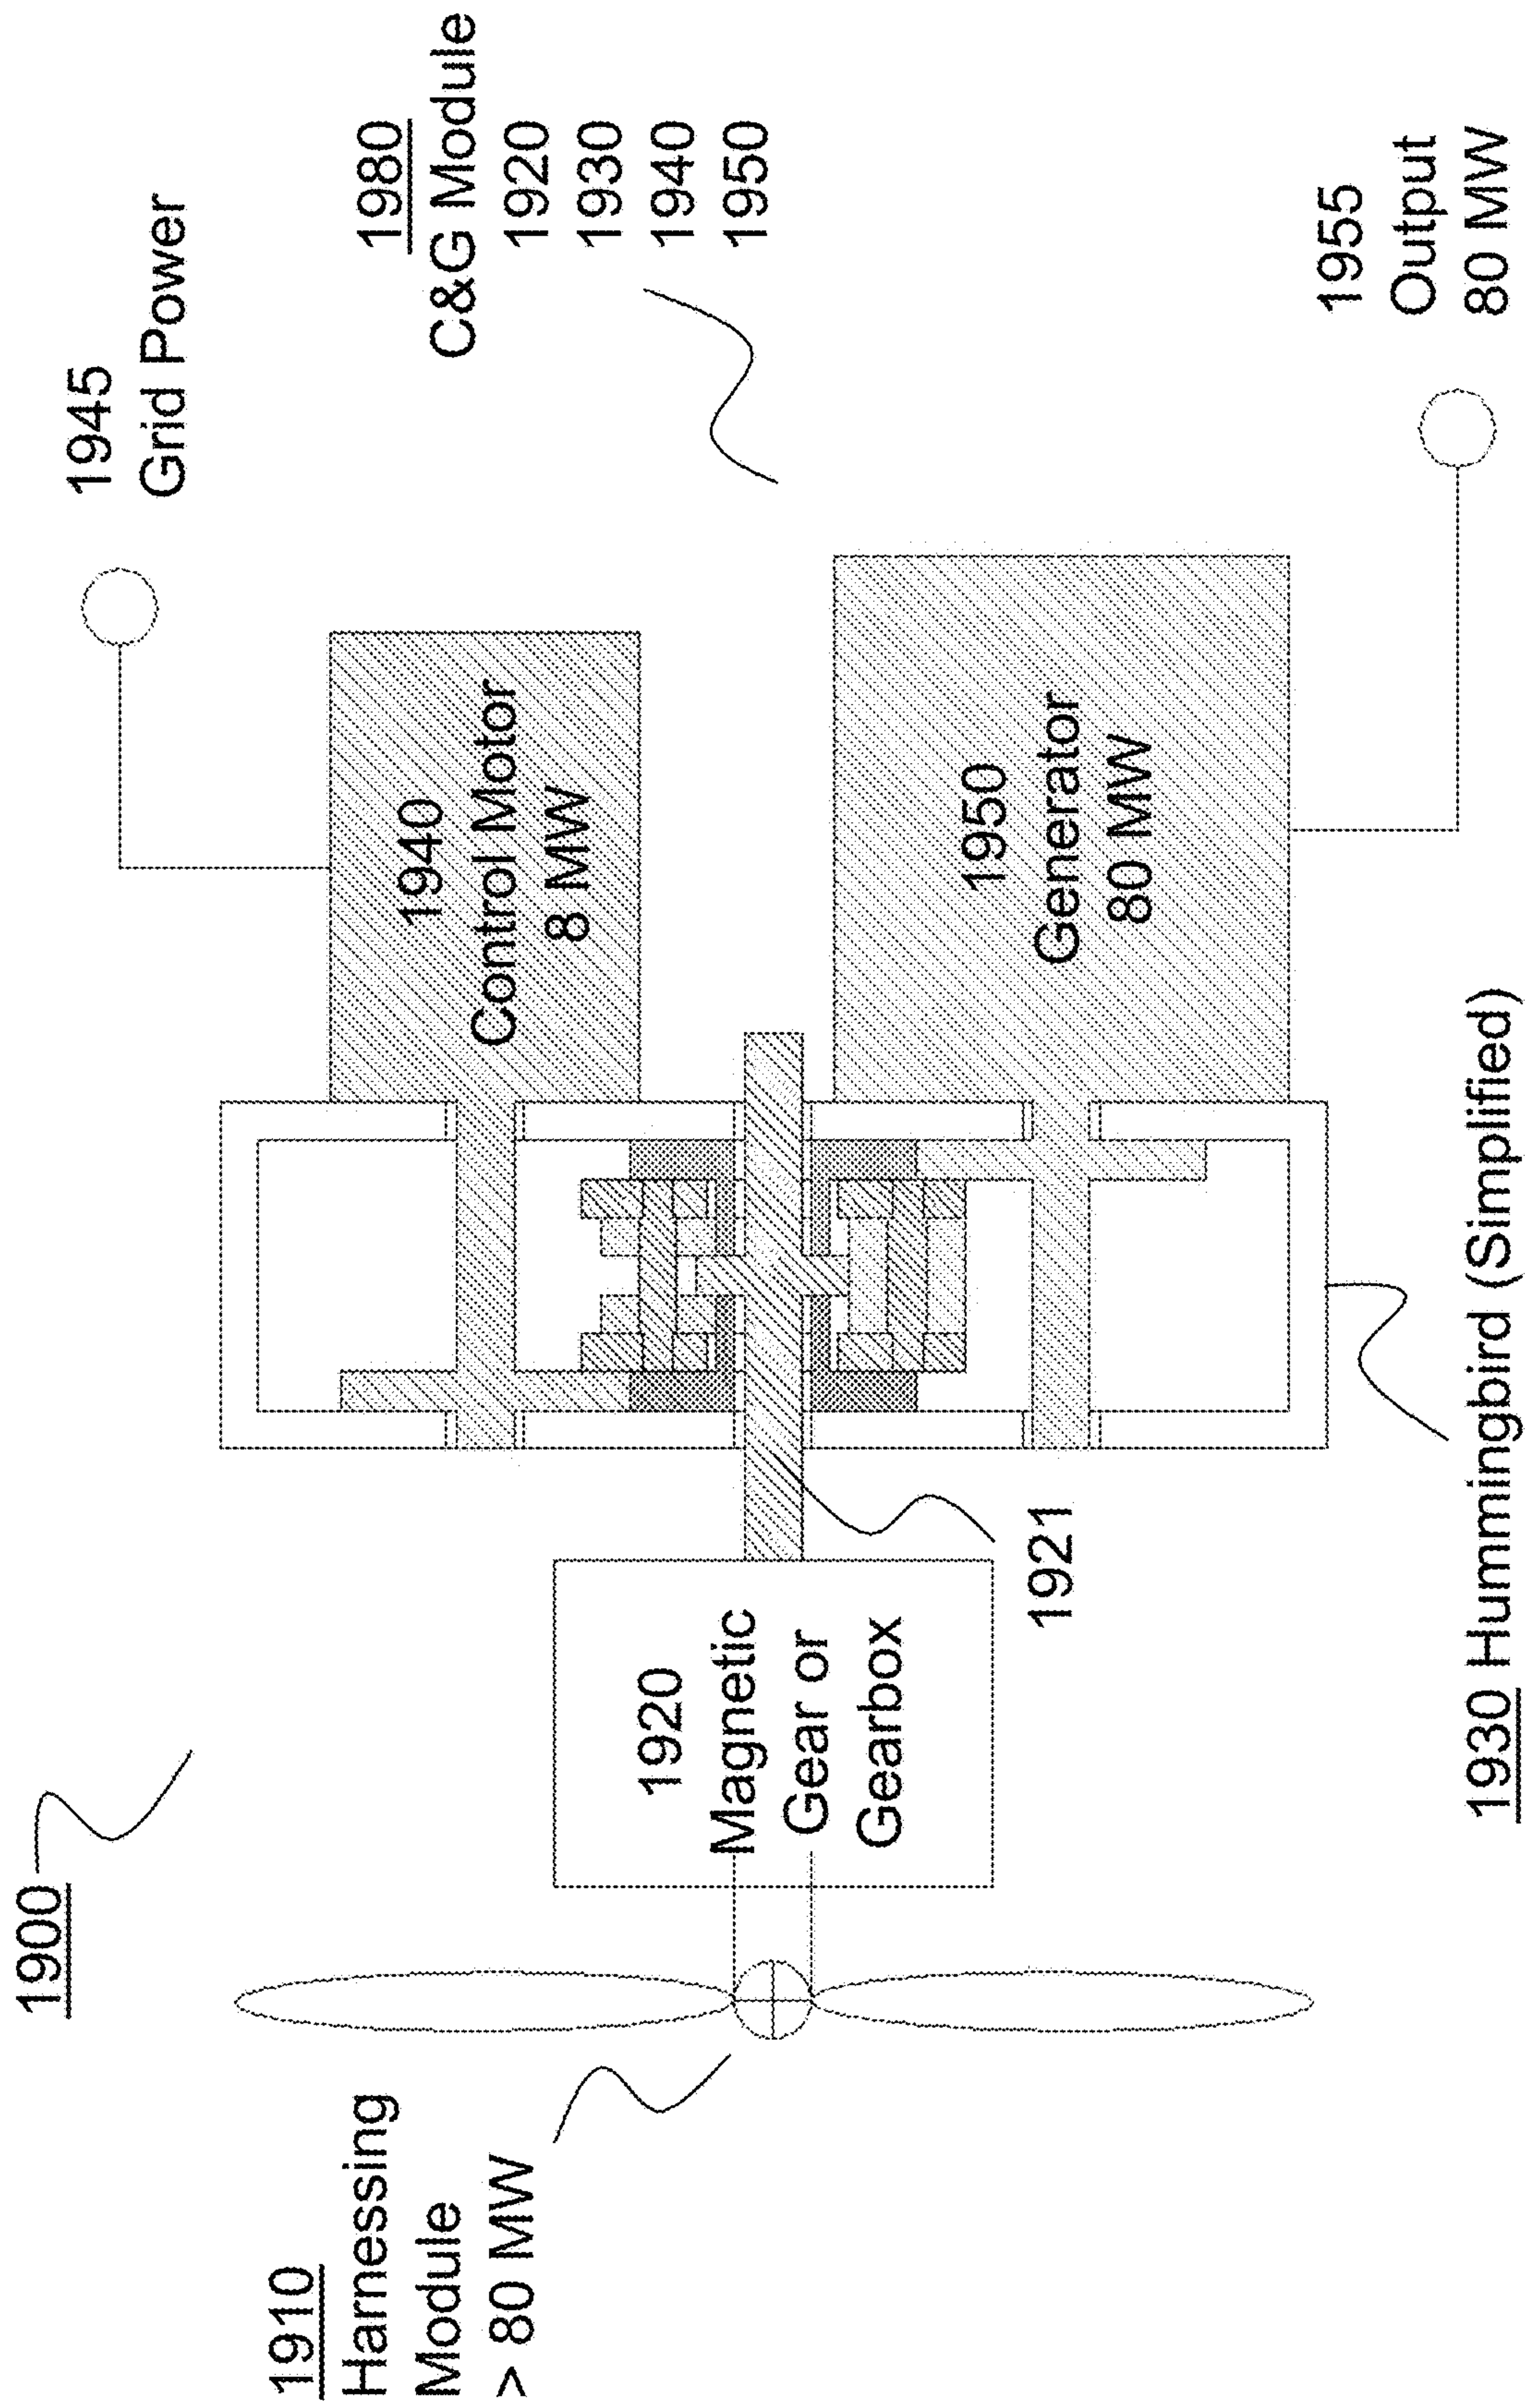 1900
1910
Harnessing
Module
> 80 MW
1920
Magnetic
Gear or
Gearbox
1921
1930 Hummingbird (Simplified)
1940
Control Motor
8 MW
1945
Grid Power
1950
Generator
80 MW
1955
Output
80 MW
1980
C&G Module
1920
1930
1940
1950